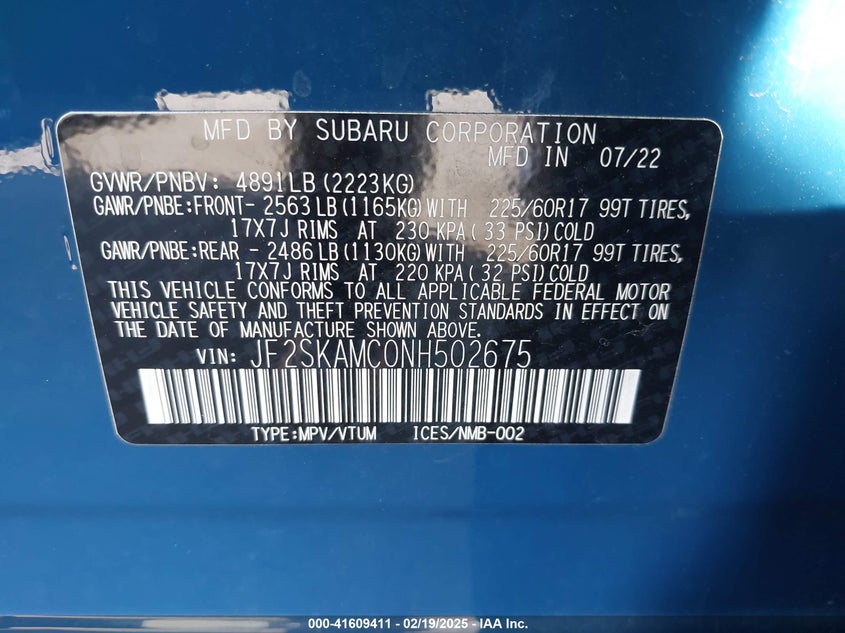 MFD BY SUBARU CORPORATION
MFD IN 07/22
GVWR/PNBV: 4891LB (2223KG)
GAWR/PNBE:FRONT- 2563 LB (1165KG) WITH 225/60R17 99T TIRES,
17X7J RIMS AT 230 KPA ( 33 PSI) COLD
GAWR/PNBE:REAR - 2486 LB (1130KG) WITH 225/60R17 99T TIRES,
17X7J RIMS AT 220 KPA ( 32 PSI) COLD
THIS VEHICLE CONFORMS TO ALL APPLICABLE FEDERAL MOTOR
VEHICLE SAFETY AND THEFT PREVENTION STANDARDS IN EFFECT ON
THE DATE OF MANUFACTURE SHOWN ABOVE.
VIN: JF2SKAMC0NH502675
TYPE:MPV/VTUM ICES/NMB-002
000-41609411 - 02/19/2025 - IAA Inc.